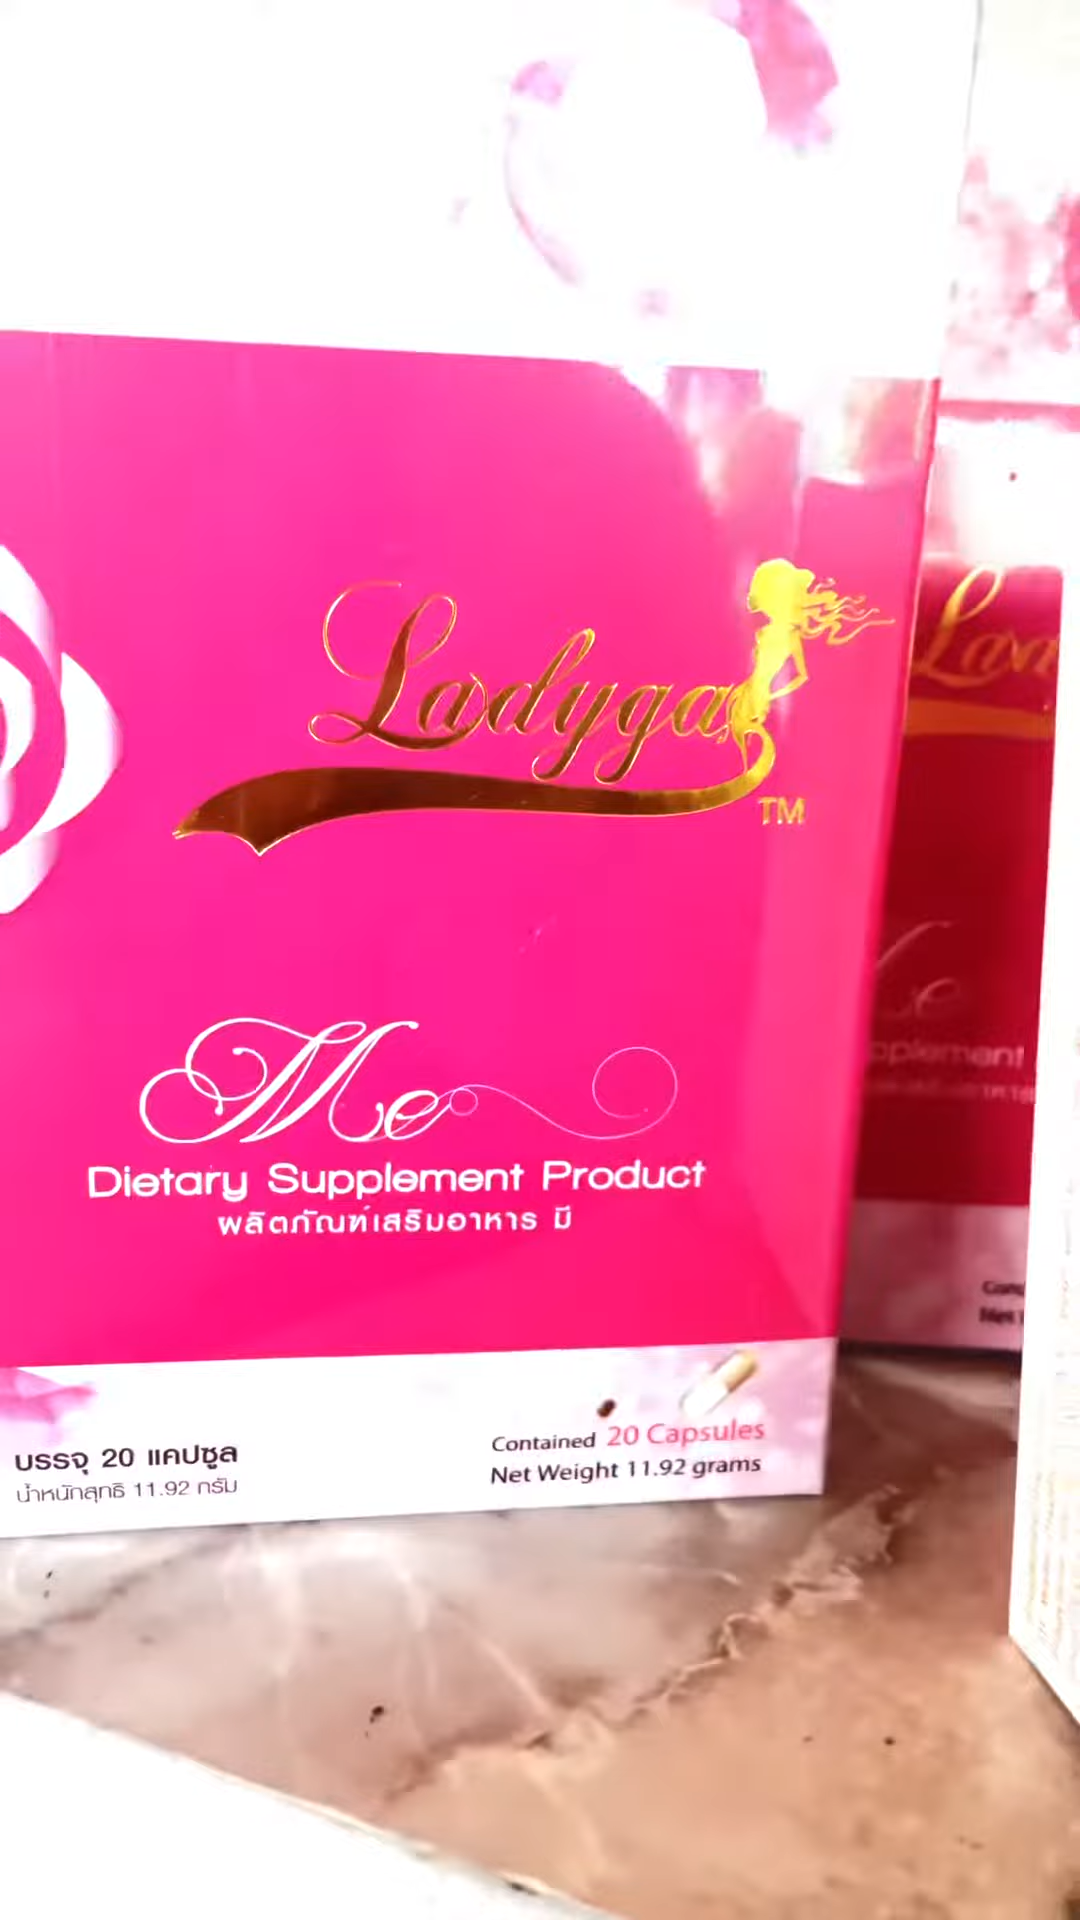 Ladyga
TM
Me
Dietary Supplement Product
ผลิตภัณฑ์เสริมอาหาร มี
บรรจุ 20 แคปซูล
น้ำหนักสุทธิ 11.92 กรัม
Contained 20 Capsules
Net Weight 11.92 grams